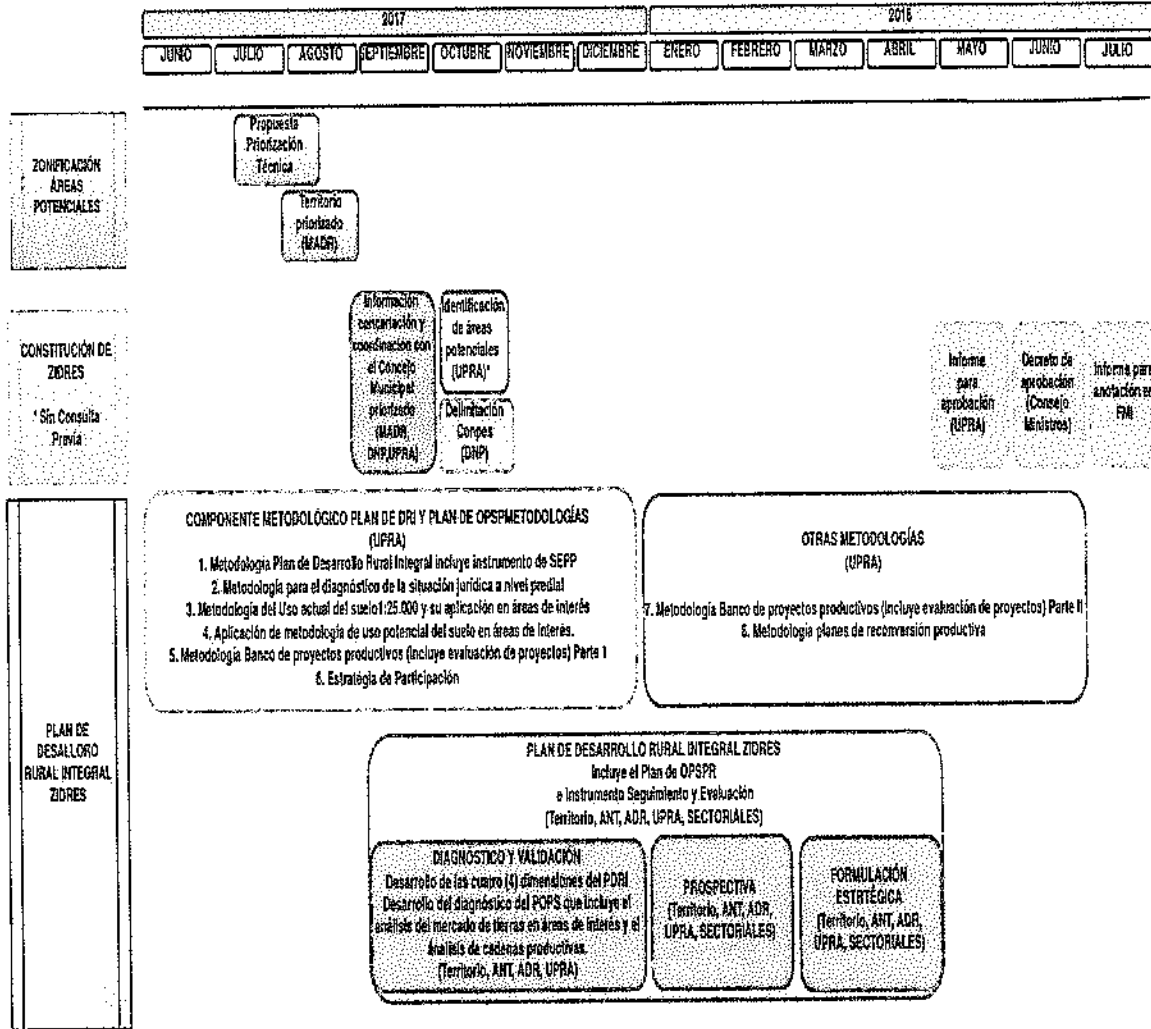 2017
2018
JUNIO
JULIO
AGOSTO
SEPTIEMBRE
OCTUBRE
NOVIEMBRE
DICIEMBRE
ENERO
FEBRERO
MARZO
ABRIL
MAYO
JUNIO
JULIO
ZONIFICACIÓN
ÁREAS
POTENCIALES
Propuesta
Priorización
Técnica
Territorio
priorizado
(MADR)
CONSTITUCIÓN DE
ZIDRES
* Sin Consulta
Previa
Información
concertación y
coordinación con
el Concejo
Municipal
priorizado
(MADR,
DNP,UPRA)
Identificación
de áreas
potenciales
(UPRA)*
Delimitación
Conpes
(DNP)
Informe
para
aprobación
(UPRA)
Decreto de
aprobación
(Consejo
Ministros)
Informe para
anotación en
FMI
PLAN DE
DESALLORO
RURAL INTEGRAL
ZIDRES
COMPONENTE METODOLÓGICO PLAN DE DRI Y PLAN DE OPSPMETODOLOGÍAS
(UPRA)
1. Metodología Plan de Desarrollo Rural Integral incluye instrumento de SEPP
2. Metodología para el diagnóstico de la situación jurídica a nivel predial
3. Metodología del Uso actual del suelo1:25.000 y su aplicación en áreas de interés
4. Aplicación de metodología de uso potencial del suelo en áreas de interés.
5. Metodología Banco de proyectos productivos (Incluye evaluación de proyectos) Parte 1
6. Estratégia de Participación
OTRAS METODOLOGÍAS
(UPRA)
7. Metodología Banco de proyectos productivos (Incluye evaluación de proyectos) Parte II
8. Metodología planes de reconversión productiva
PLAN DE DESARROLLO RURAL INTEGRAL ZIDRES
Incluye el Plan de OPSPR
e Instrumento Seguimiento y Evaluación
(Territorio, ANT, ADR, UPRA, SECTORIALES)
DIAGNÓSTICO Y VALIDACIÓN
Desarrollo de las cuatro (4) dimensiones del PDRI
Desarrollo del diagnóstico del POPS que incluye el
análisis del mercado de tierras en áreas de interés y el
análisis de cadenas productivas.
(Territorio, ANT, ADR, UPRA)
PROSPECTIVA
(Territorio, ANT, ADR,
UPRA, SECTORIALES)
FORMULACIÓN
ESTRTÉGICA
(Territorio, ANT, ADR,
UPRA, SECTORIALES)